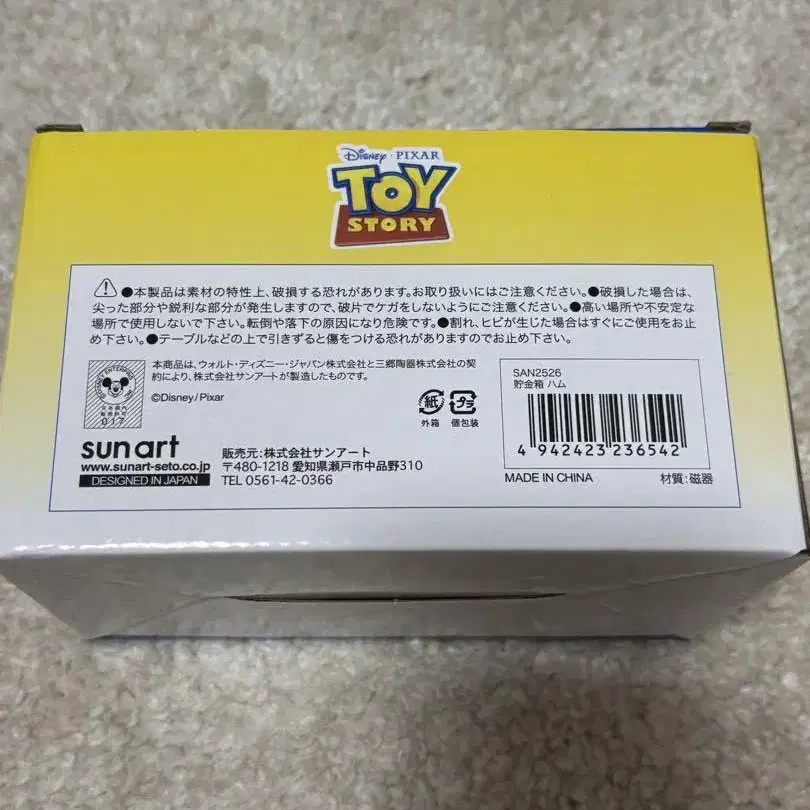 Disney · PIXAR
TOY
STORY
●本製品は素材の特性上、破損する恐れがあります。お取り扱いにはご注意ください。●破損した場合は、
尖った部分や鋭利な部分が発生しますので、破片でケガをしないようにご注意ください。●高い場所や不安定な
場所で使用しないで下さい。転倒や落下の原因になり危険です。●割れ、ヒビが生じた場合はすぐにご使用をお止
め下さい。●テーブルなどの上で引きずると傷をつける恐れがありますのでお止め下さい。
本商品は、ウォルト・ディズニー・ジャパン株式会社と三郷陶器株式会社の契
約により、株式会社サンアートが製造したものです。
©Disney/Pixar
日本国内
販売許可
017
紙
外箱
プラ
個包装
SAN2526
貯金箱 ハム
4 942423 236542
MADE IN CHINA
材質:磁器
sunart
www.sunart-seto.co.jp
DESIGNED IN JAPAN
販売元:株式会社サンアート
〒480-1218 愛知県瀬戸市中品野310
TEL 0561-42-0366